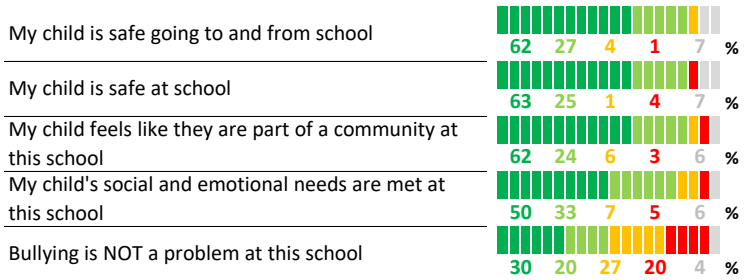 My child is safe going to and from school
62 27 4 1 7 %
My child is safe at school
63 25 1 4 7 %
My child feels like they are part of a community at
this school
62 24 6 3 6 %
My child's social and emotional needs are met at
this school
50 33 7 5 6 %
Bullying is NOT a problem at this school
30 20 27 20 4 %